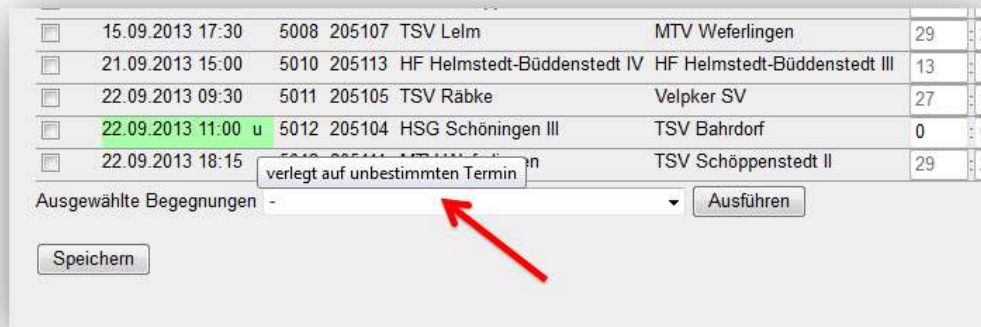 15.09.2013 17:30 5008 205107 TSV Lelm MTV Weferlingen 29 :
21.09.2013 15:00 5010 205113 HF Helmstedt-Büddenstedt IV HF Helmstedt-Büddenstedt III 13 :
22.09.2013 09:30 5011 205105 TSV Räbke Velpker SV 27 :
22.09.2013 11:00 u 5012 205104 HSG Schöningen III TSV Bahrdorf 0 :
22.09.2013 18:15 TSV Schöppenstedt II 29 :
verlegt auf unbestimmten Termin
Ausgewählte Begegnungen - Ausführen
Speichern